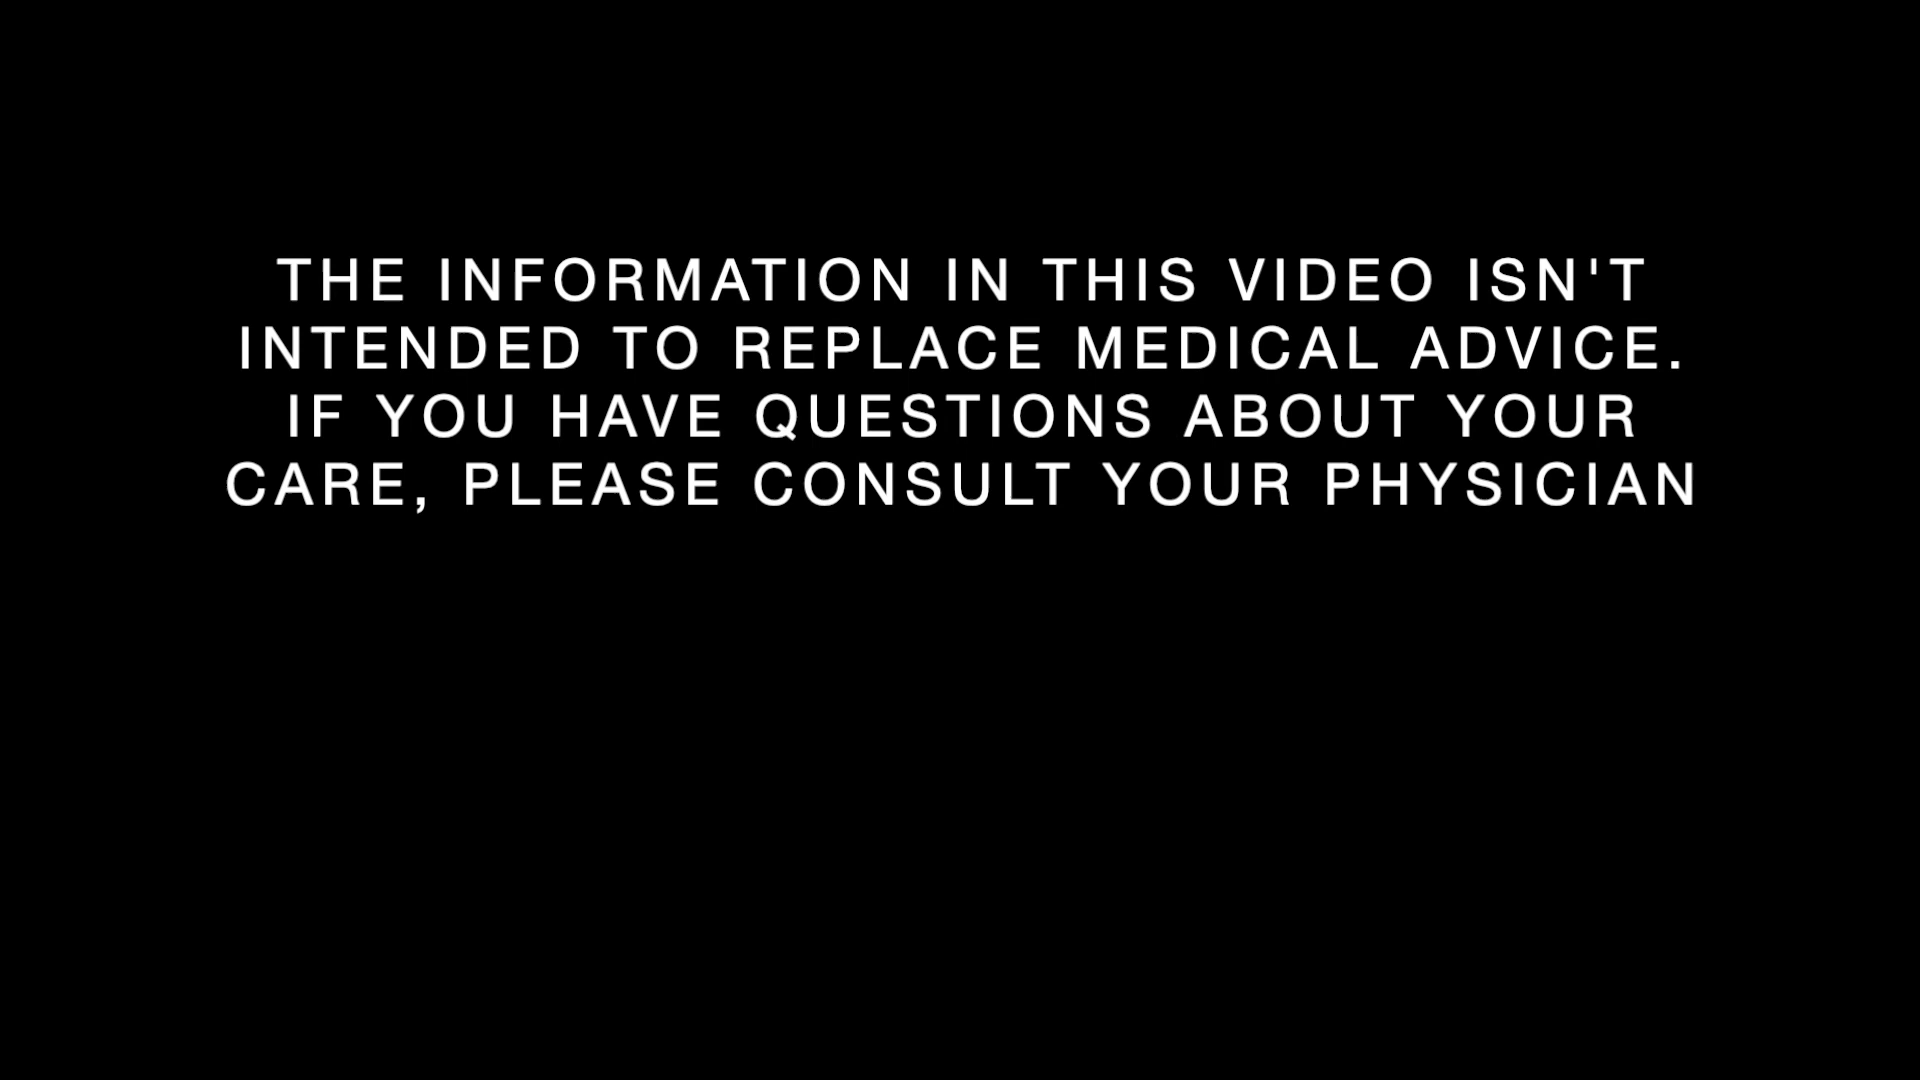 THE INFORMATION IN THIS VIDEO ISN'T
INTENDED TO REPLACE MEDICAL ADVICE.
IF YOU HAVE QUESTIONS ABOUT YOUR
CARE, PLEASE CONSULT YOUR PHYSICIAN